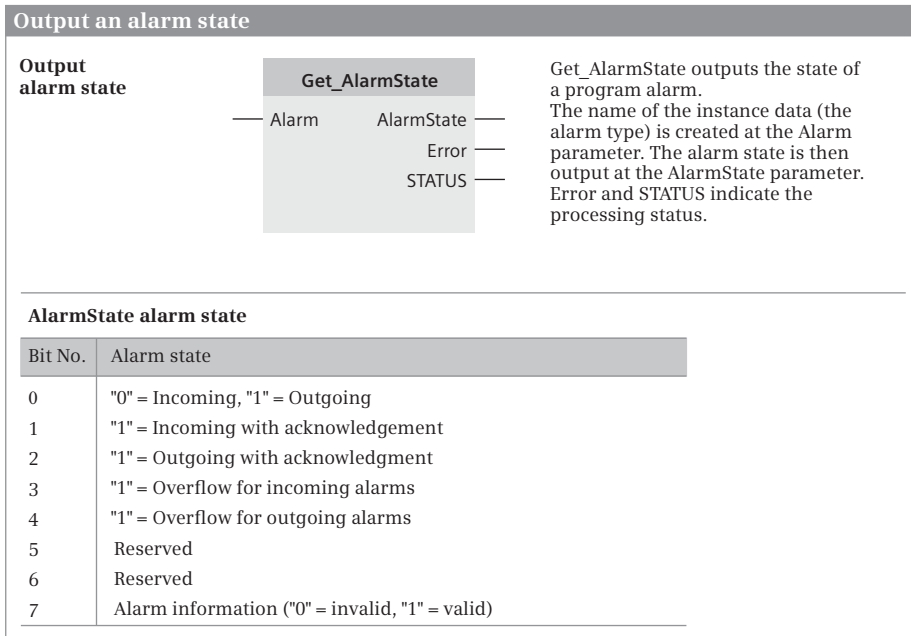 Output an alarm state
Output
alarm state
Get_AlarmState
Alarm AlarmState
Error
STATUS
Get_AlarmState outputs the state of
a program alarm.
The name of the instance data (the
alarm type) is created at the Alarm
parameter. The alarm state is then
output at the AlarmState parameter.
Error and STATUS indicate the
processing status.
AlarmState alarm state
Bit No. Alarm state
0 "0" = Incoming, "1" = Outgoing
1 "1" = Incoming with acknowledgement
2 "1" = Outgoing with acknowledgment
3 "1" = Overflow for incoming alarms
4 "1" = Overflow for outgoing alarms
5 Reserved
6 Reserved
7 Alarm information ("0" = invalid, "1" = valid)